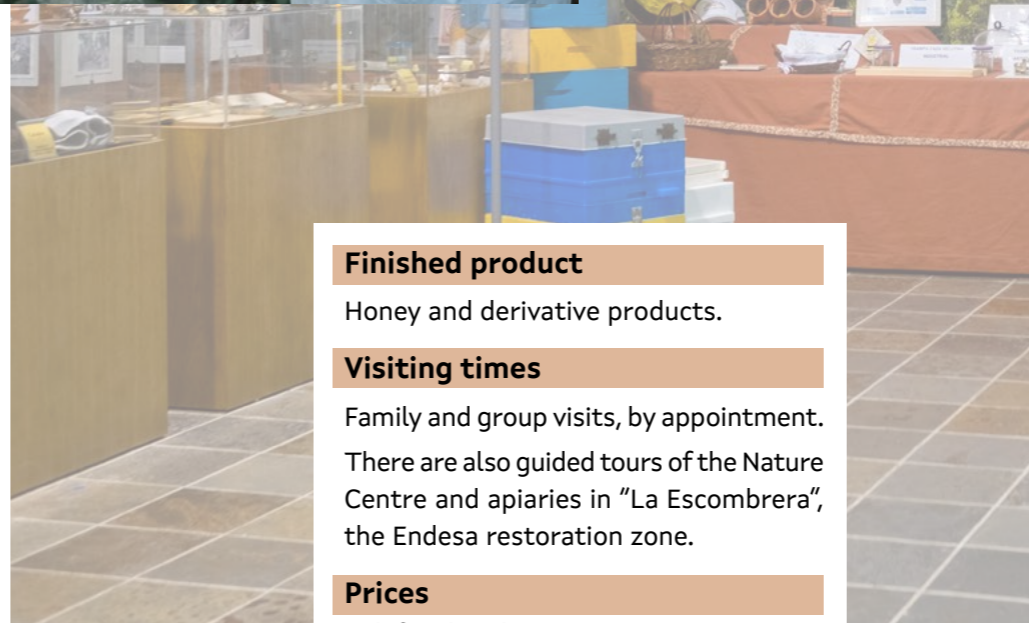 Finished product
Honey and derivative products.
Visiting times
Family and group visits, by appointment.
There are also guided tours of the Nature
Centre and apiaries in “La Escombrera”,
the Endesa restoration zone.
Prices